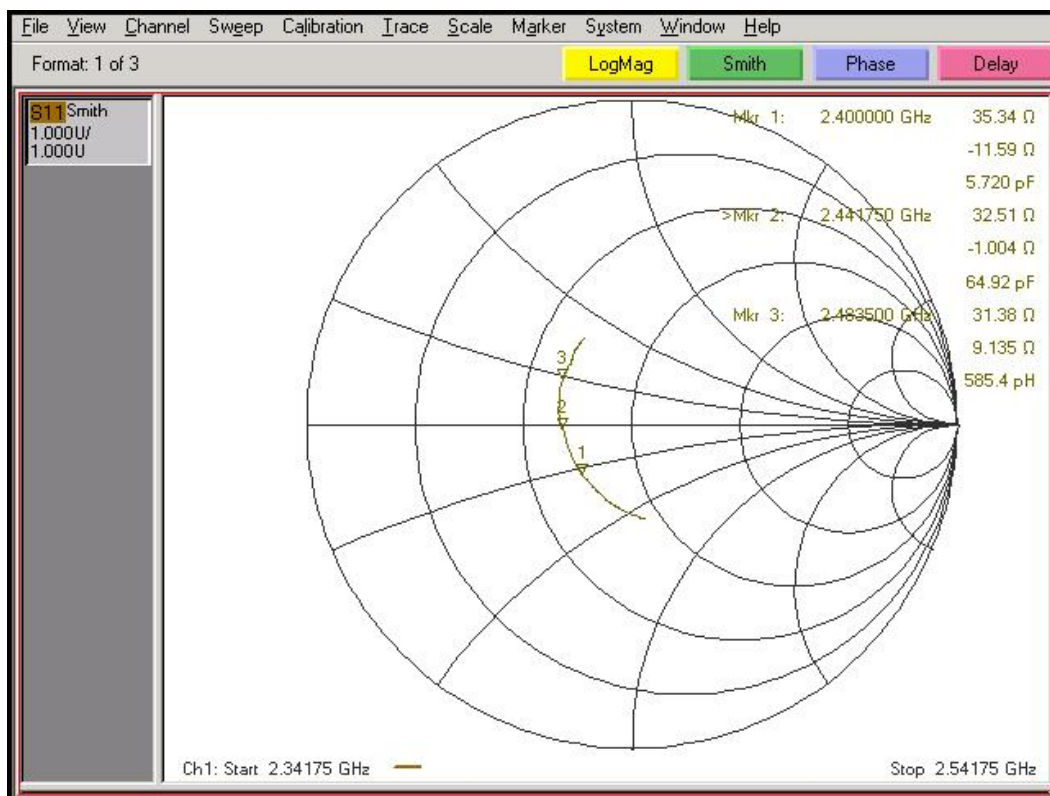 File View Channel Sweep Calibration Trace Scale Marker System Window Help
Format: 1 of 3 LogMag Smith Phase Delay
S11 Smith
1.000U/
1.000U
Mkr 1: 2.400000 GHz 35.34 Ω
-11.59 Ω
5.720 pF
>Mkr 2: 2.441750 GHz 32.51 Ω
-1.004 Ω
64.92 pF
Mkr 3: 2.483500 GHz 31.38 Ω
9.135 Ω
585.4 pH
3
2
1
Ch1: Start 2.34175 GHz Stop 2.54175 GHz